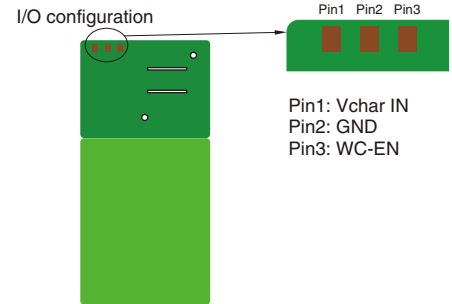 I/O configuration
Pin1 Pin2 Pin3
Pin1: Vchar IN
Pin2: GND
Pin3: WC-EN